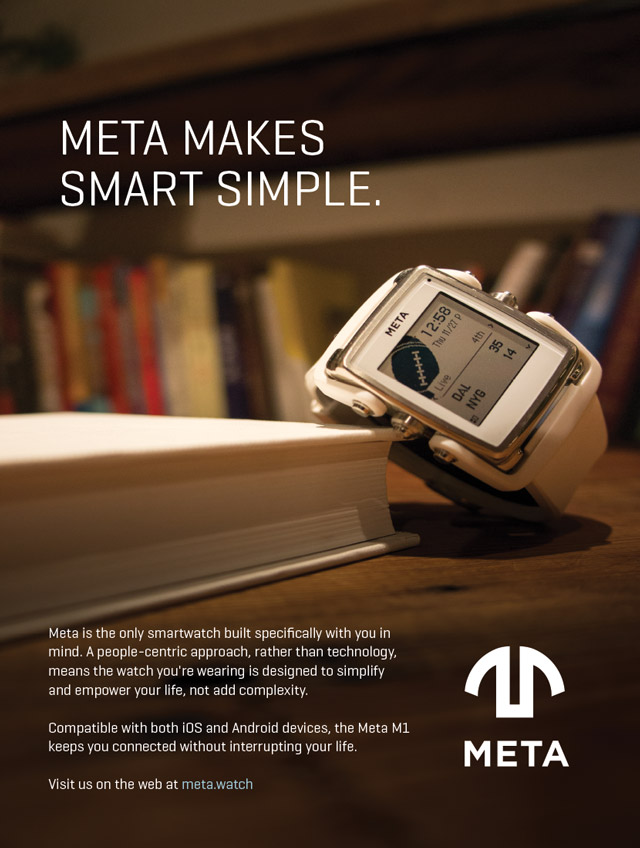 META MAKES
SMART SIMPLE.
META
12:58
Thu 11/27 P
4th
Live
DAL 35
NYG 14
Meta is the only smartwatch built specifically with you in
mind. A people-centric approach, rather than technology,
means the watch you're wearing is designed to simplify
and empower your life, not add complexity.
Compatible with both iOS and Android devices, the Meta M1
keeps you connected without interrupting your life.
Visit us on the web at meta.watch
META